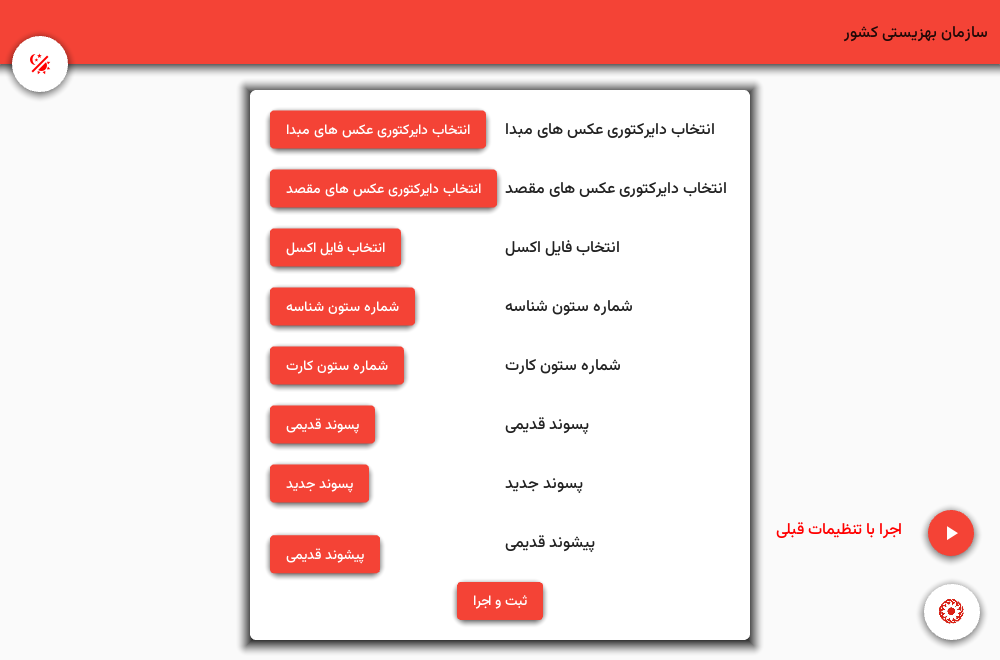 سازمان بهزیستی کشور
انتخاب دایرکتوری عکس های مبدا
انتخاب دایرکتوری عکس های مبدا
انتخاب دایرکتوری عکس های مقصد
انتخاب دایرکتوری عکس های مقصد
انتخاب فایل اکسل
انتخاب فایل اکسل
شماره ستون شناسه
شماره ستون شناسه
شماره ستون کارت
شماره ستون کارت
پسوند قدیمی
پسوند قدیمی
پسوند جدید
پسوند جدید
پیشوند قدیمی
پیشوند قدیمی
ثبت و اجرا
اجرا با تنظیمات قبلی